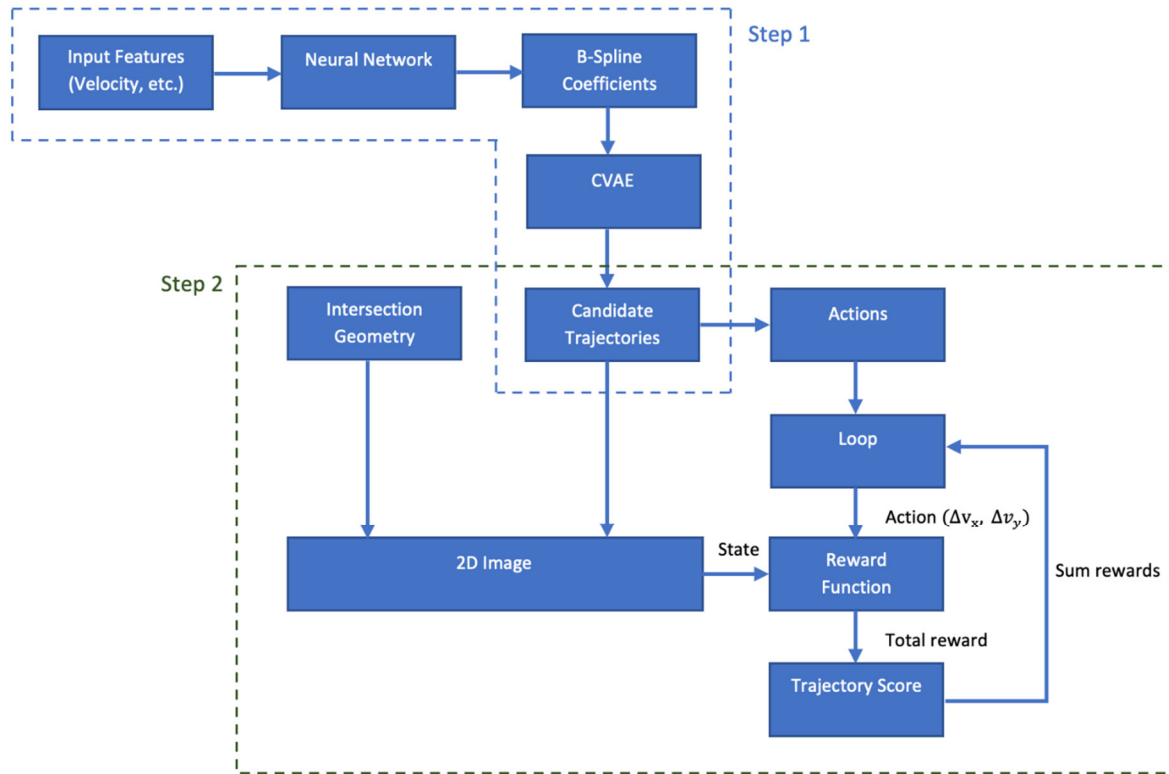 Step 1
Input Features
(Velocity, etc.)
Neural Network
B-Spline
Coefficients
CVAE
Step 2
Intersection
Geometry
Candidate
Trajectories
Actions
Loop
Action (Δvₓ, Δv_y)
2D Image
State
Reward
Function
Sum rewards
Total reward
Trajectory Score